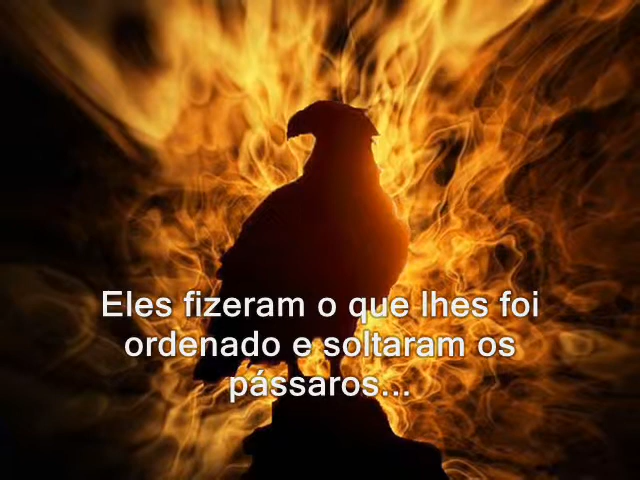 Eles fizeram o que lhes foi
ordenado e soltaram os
pássaros...